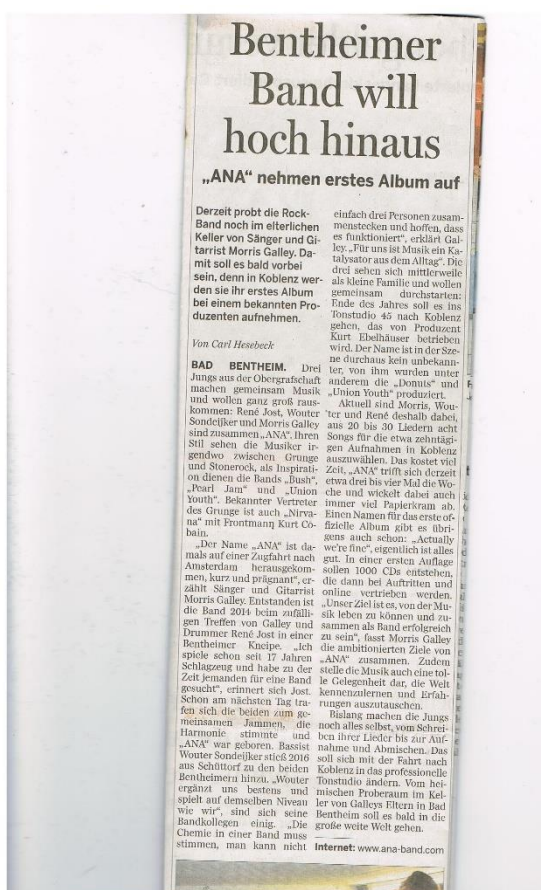 Bentheimer
Band will
hoch hinaus
„ANA“ nehmen erstes Album auf
Derzeit probt die Rock-
Band noch im elterlichen
Keller von Sänger und Gi-
tarrist Morris Galley. Da-
mit soll es bald vorbei
sein, denn in Koblenz wer-
den sie ihr erstes Album
bei einem bekannten Pro-
duzenten aufnehmen.
Von Carl Hesebeck
BAD BENTHEIM. Drei
Jungs aus der Obergrafschaft
machen gemeinsam Musik
und wollen ganz groß raus-
kommen: René Jost, Wouter
Sondeijker und Morris Galley
sind zusammen „ANA“. Ihren
Stil sehen die Musiker ir-
gendwo zwischen Grunge
und Stonerock, als Inspirati-
on dienen die Bands „Bush“,
„Pearl Jam“ und „Union
Youth“. Bekannter Vertreter
des Grunge ist auch „Nirva-
na“ mit Frontmann Kurt Co-
bain.
„Der Name „ANA“ ist da-
mals auf einer Zugfahrt nach
Amsterdam herausgekom-
men, kurz und prägnant“, er-
zählt Sänger und Gitarrist
Morris Galley. Entstanden ist
die Band 2014 beim zufälli-
gen Treffen von Galley und
Drummer René Jost in einer
Bentheimer Kneipe. „Ich
spiele schon seit 17 Jahren
Schlagzeug und habe zu der
Zeit jemanden für eine Band
gesucht“, erinnert sich Jost.
Schon am nächsten Tag tra-
fen sich die beiden zum ge-
meinsamen Jammen, die
Harmonie stimmte und
„ANA“ war geboren. Bassist
Wouter Sondeijker stieß 2016
aus Schüttorf zu den beiden
Bentheimern hinzu. „Wouter
ergänzt uns bestens und
spielt auf demselben Niveau
wie wir“, sind sich seine
Bandkollegen einig. „Die
Chemie in einer Band muss
stimmen, man kann nicht
einfach drei Personen zusam-
menstecken und hoffen, dass
es funktioniert“, erklärt Gal-
ley. „Für uns ist Musik ein Ka-
talysator aus dem Alltag“. Die
drei sehen sich mittlerweile
als kleine Familie und wollen
gemeinsam durchstarten:
Ende des Jahres soll es ins
Tonstudio 45 nach Koblenz
gehen, das von Produzent
Kurt Ebelhäuser betrieben
wird. Der Name ist in der Sze-
ne durchaus kein unbekann-
ter, von ihm wurden unter
anderem die „Donuts“ und
„Union Youth“ produziert.
Aktuell sind Morris, Wou-
ter und René deshalb dabei,
aus 20 bis 30 Liedern acht
Songs für die etwa zehntägi-
gen Aufnahmen in Koblenz
auszuwählen. Das kostet viel
Zeit, „ANA“ trifft sich derzeit
etwa drei bis vier Mal die Wo-
che und wickelt dabei auch
immer viel Papierkram ab.
Einen Namen für das erste of-
fizielle Album gibt es übri-
gens auch schon: „Actually
we're fine“, eigentlich ist alles
gut. In einer ersten Auflage
sollen 1000 CDs entstehen,
die dann bei Auftritten und
online vertrieben werden.
„Unser Ziel ist es, von der Mu-
sik leben zu können und zu-
sammen als Band erfolgreich
zu sein“, fasst Morris Galley
die ambitionierten Ziele von
„ANA“ zusammen. Zudem
stelle die Musik auch eine tol-
le Gelegenheit dar, die Welt
kennenzulernen und Erfah-
rungen auszutauschen.
Bislang machen die Jungs
noch alles selbst, vom Schrei-
ben ihrer Lieder bis zur Auf-
nahme und Abmischen. Das
soll sich mit der Fahrt nach
Koblenz in das professionelle
Tonstudio ändern. Vom hei-
mischen Proberaum im Kel-
ler von Galleys Eltern in Bad
Bentheim soll es bald in die
große weite Welt gehen.
Internet: www.ana-band.com